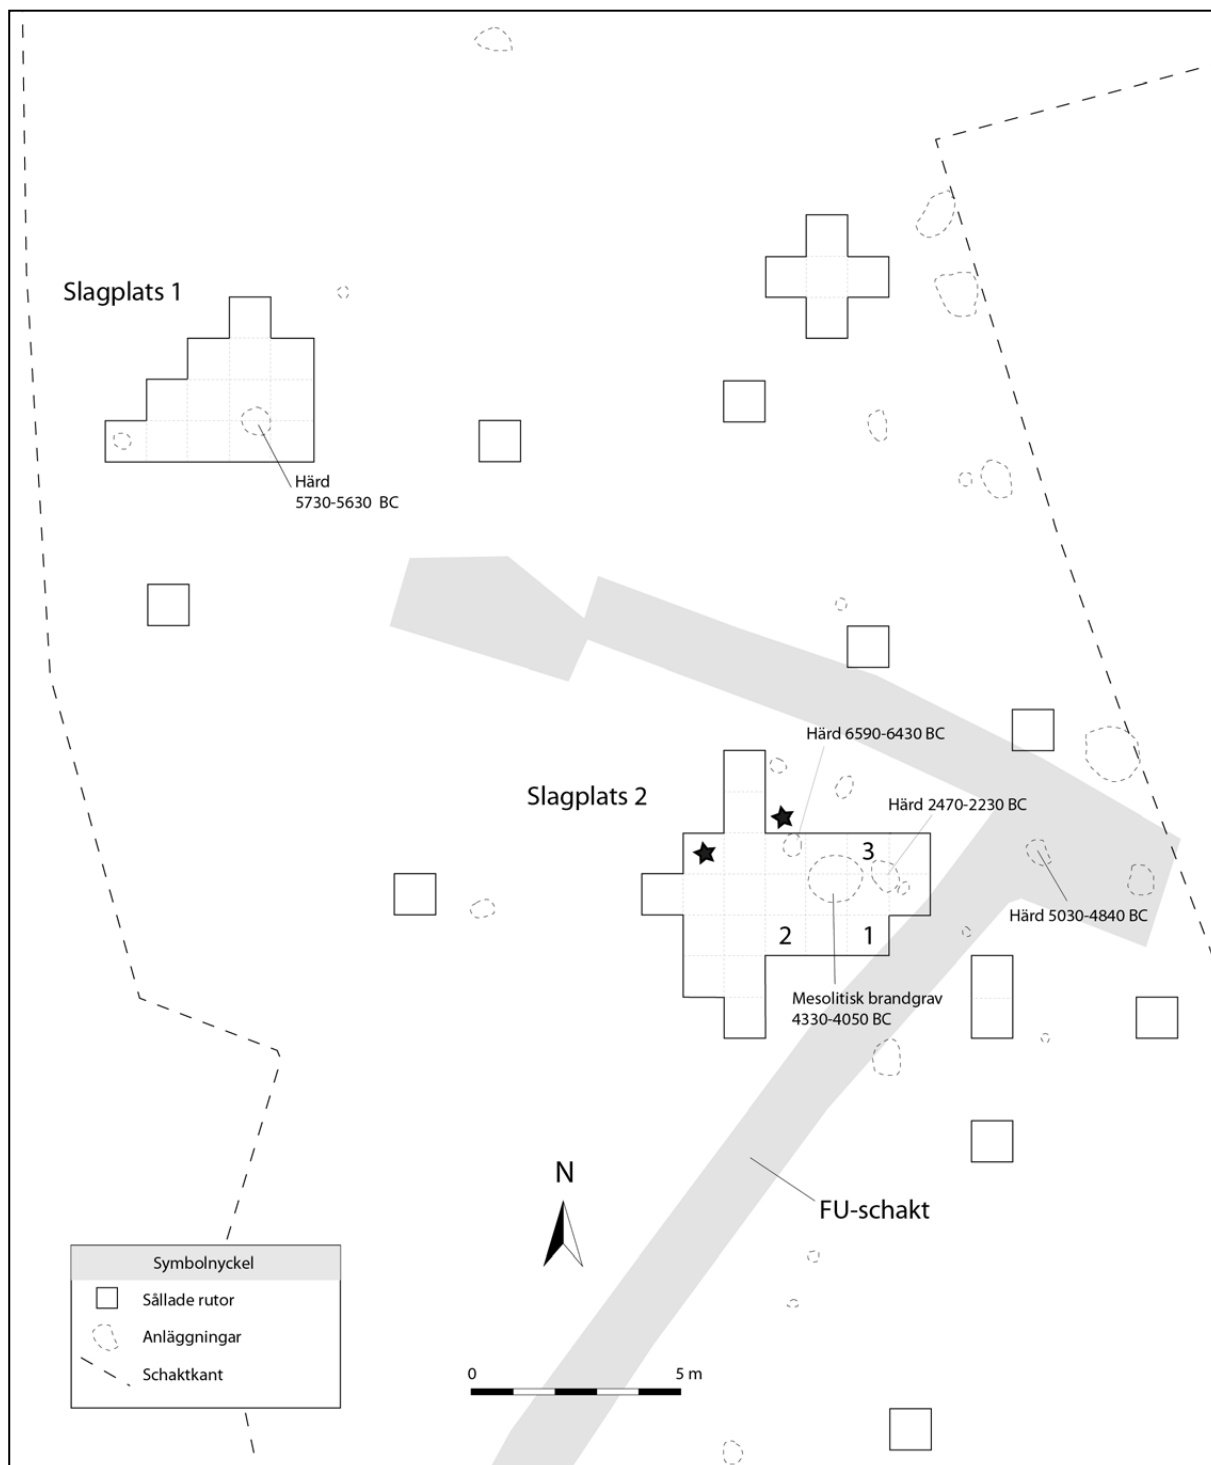 Slagplats 1
Härd
5730-5630 BC
Härd 6590-6430 BC
Slagplats 2
Härd 2470-2230 BC
3
Härd 5030-4840 BC
2
1
Mesolitisk brandgrav
4330-4050 BC
N
FU-schakt
Symbolnyckel
Sållade rutor
Anläggningar
Schaktkant
0
5 m